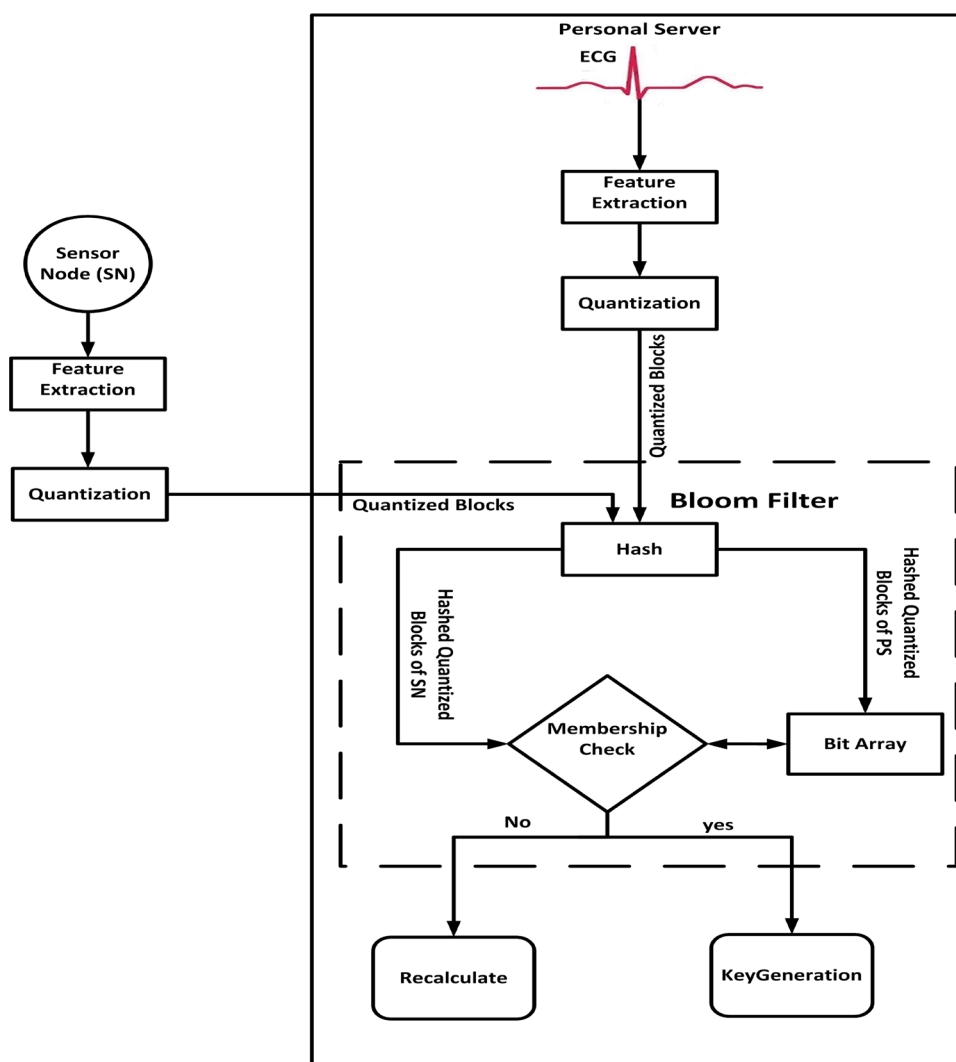 Personal Server
ECG
Feature
Extraction
Quantization
Quantized Blocks
Sensor
Node (SN)
Feature
Extraction
Quantization
Quantized Blocks
Bloom Filter
Hash
Hashed Quantized
Blocks of SN
Hashed Quantized
Blocks of PS
Membership
Check
Bit Array
No
yes
Recalculate
KeyGeneration